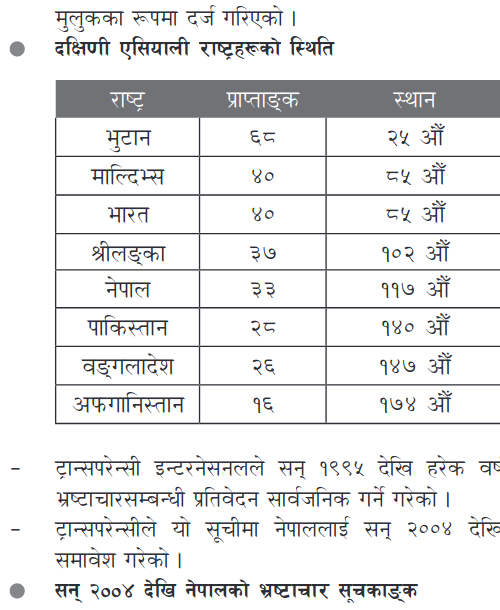 मुलुकका रूपमा दर्ज गरिएको ।
● दक्षिणी एसियाली राष्ट्रहरूको स्थिति
राष्ट्र प्राप्ताङ्क स्थान
भुटान ६८ २५ औँ
माल्दिभ्स ४० ८५ औँ
भारत ४० ८५ औँ
श्रीलङ्का ३७ १०२ औँ
नेपाल ३३ ११७ औँ
पाकिस्तान २८ १४० औँ
वङ्गलादेश २६ १४७ औँ
अफगानिस्तान १६ १७४ औँ
– ट्रान्सपरेन्सी इन्टरनेसनलले सन् १९९५ देखि हरेक वर्ष
भ्रष्टाचारसम्बन्धी प्रतिवेदन सार्वजनिक गर्ने गरेको ।
– ट्रान्सपरेन्सीले यो सूचीमा नेपाललाई सन् २००४ देखि
समावेश गरेको ।
● सन् २००४ देखि नेपालको भ्रष्टाचार सूचकाङ्क